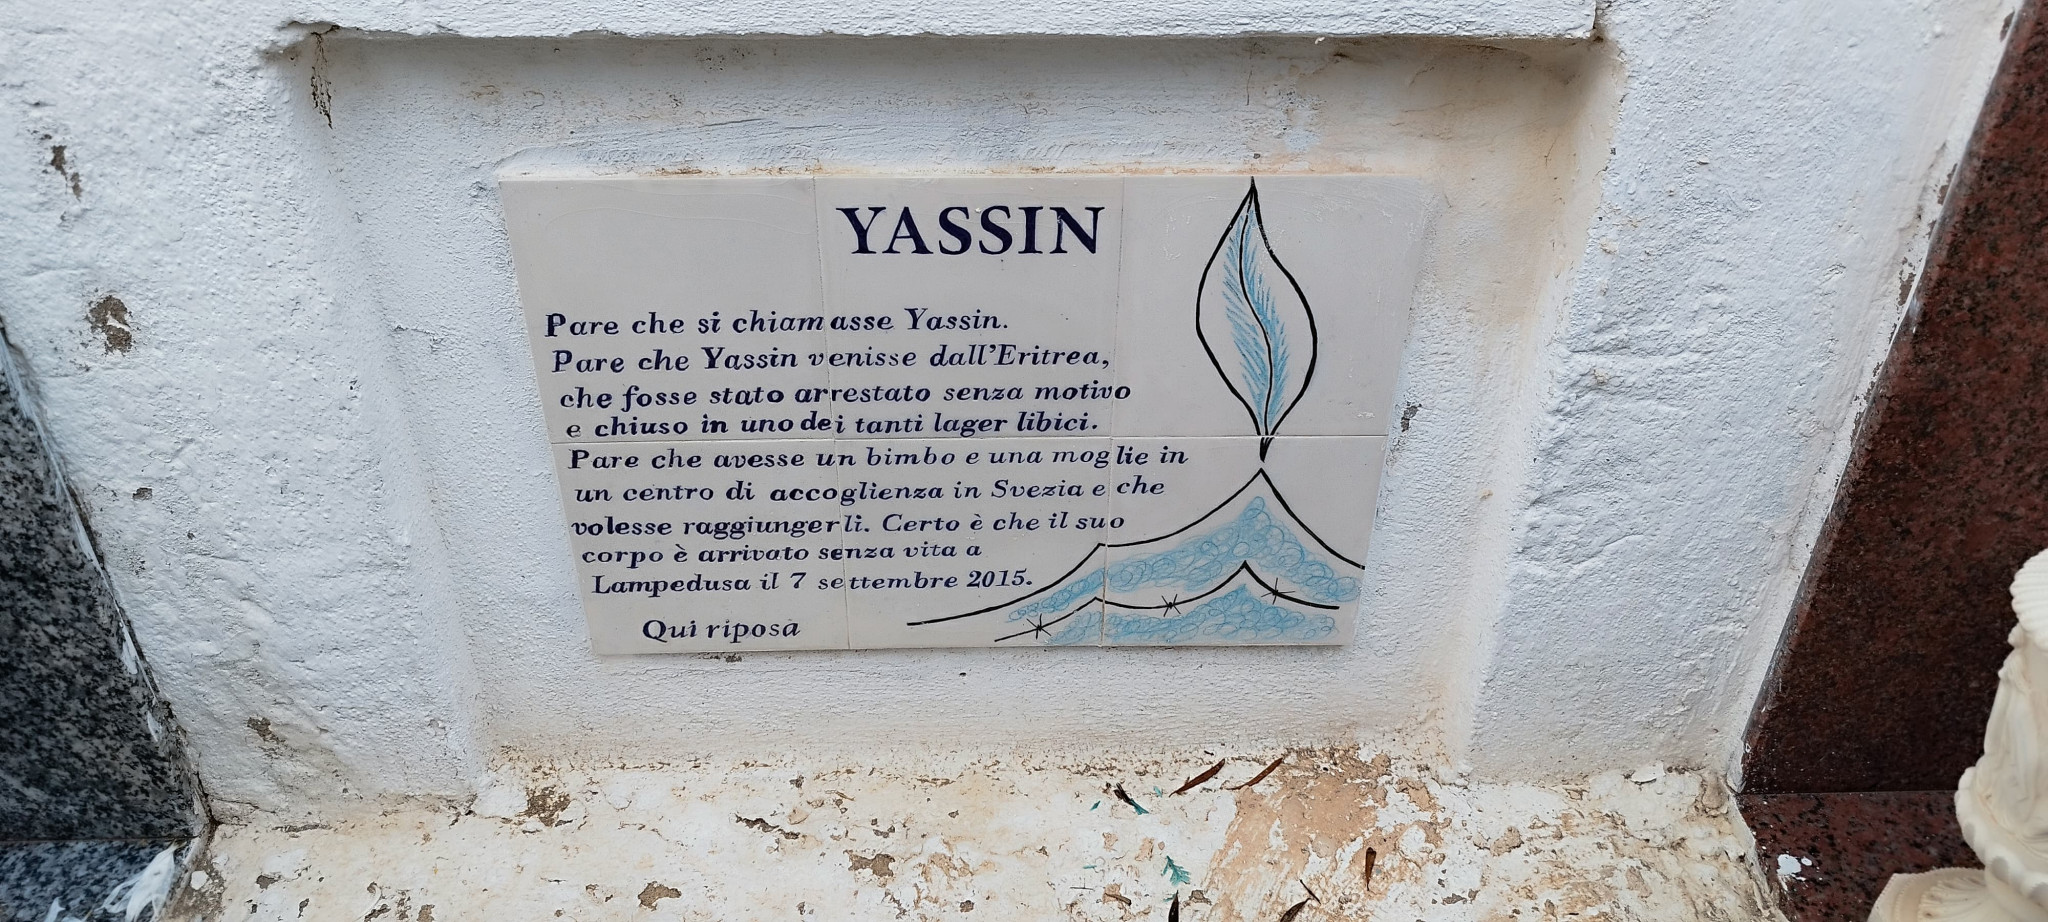 YASSIN
Pare che si chiamasse Yassin.
Pare che Yassin venisse dall'Eritrea,
che fosse stato arrestato senza motivo
e chiuso in uno dei tanti lager libici.
Pare che avesse un bimbo e una moglie in
un centro di accoglienza in Svezia e che
volesse raggiungerli. Certo è che il suo
corpo è arrivato senza vita a
Lampedusa il 7 settembre 2015.
Qui riposa